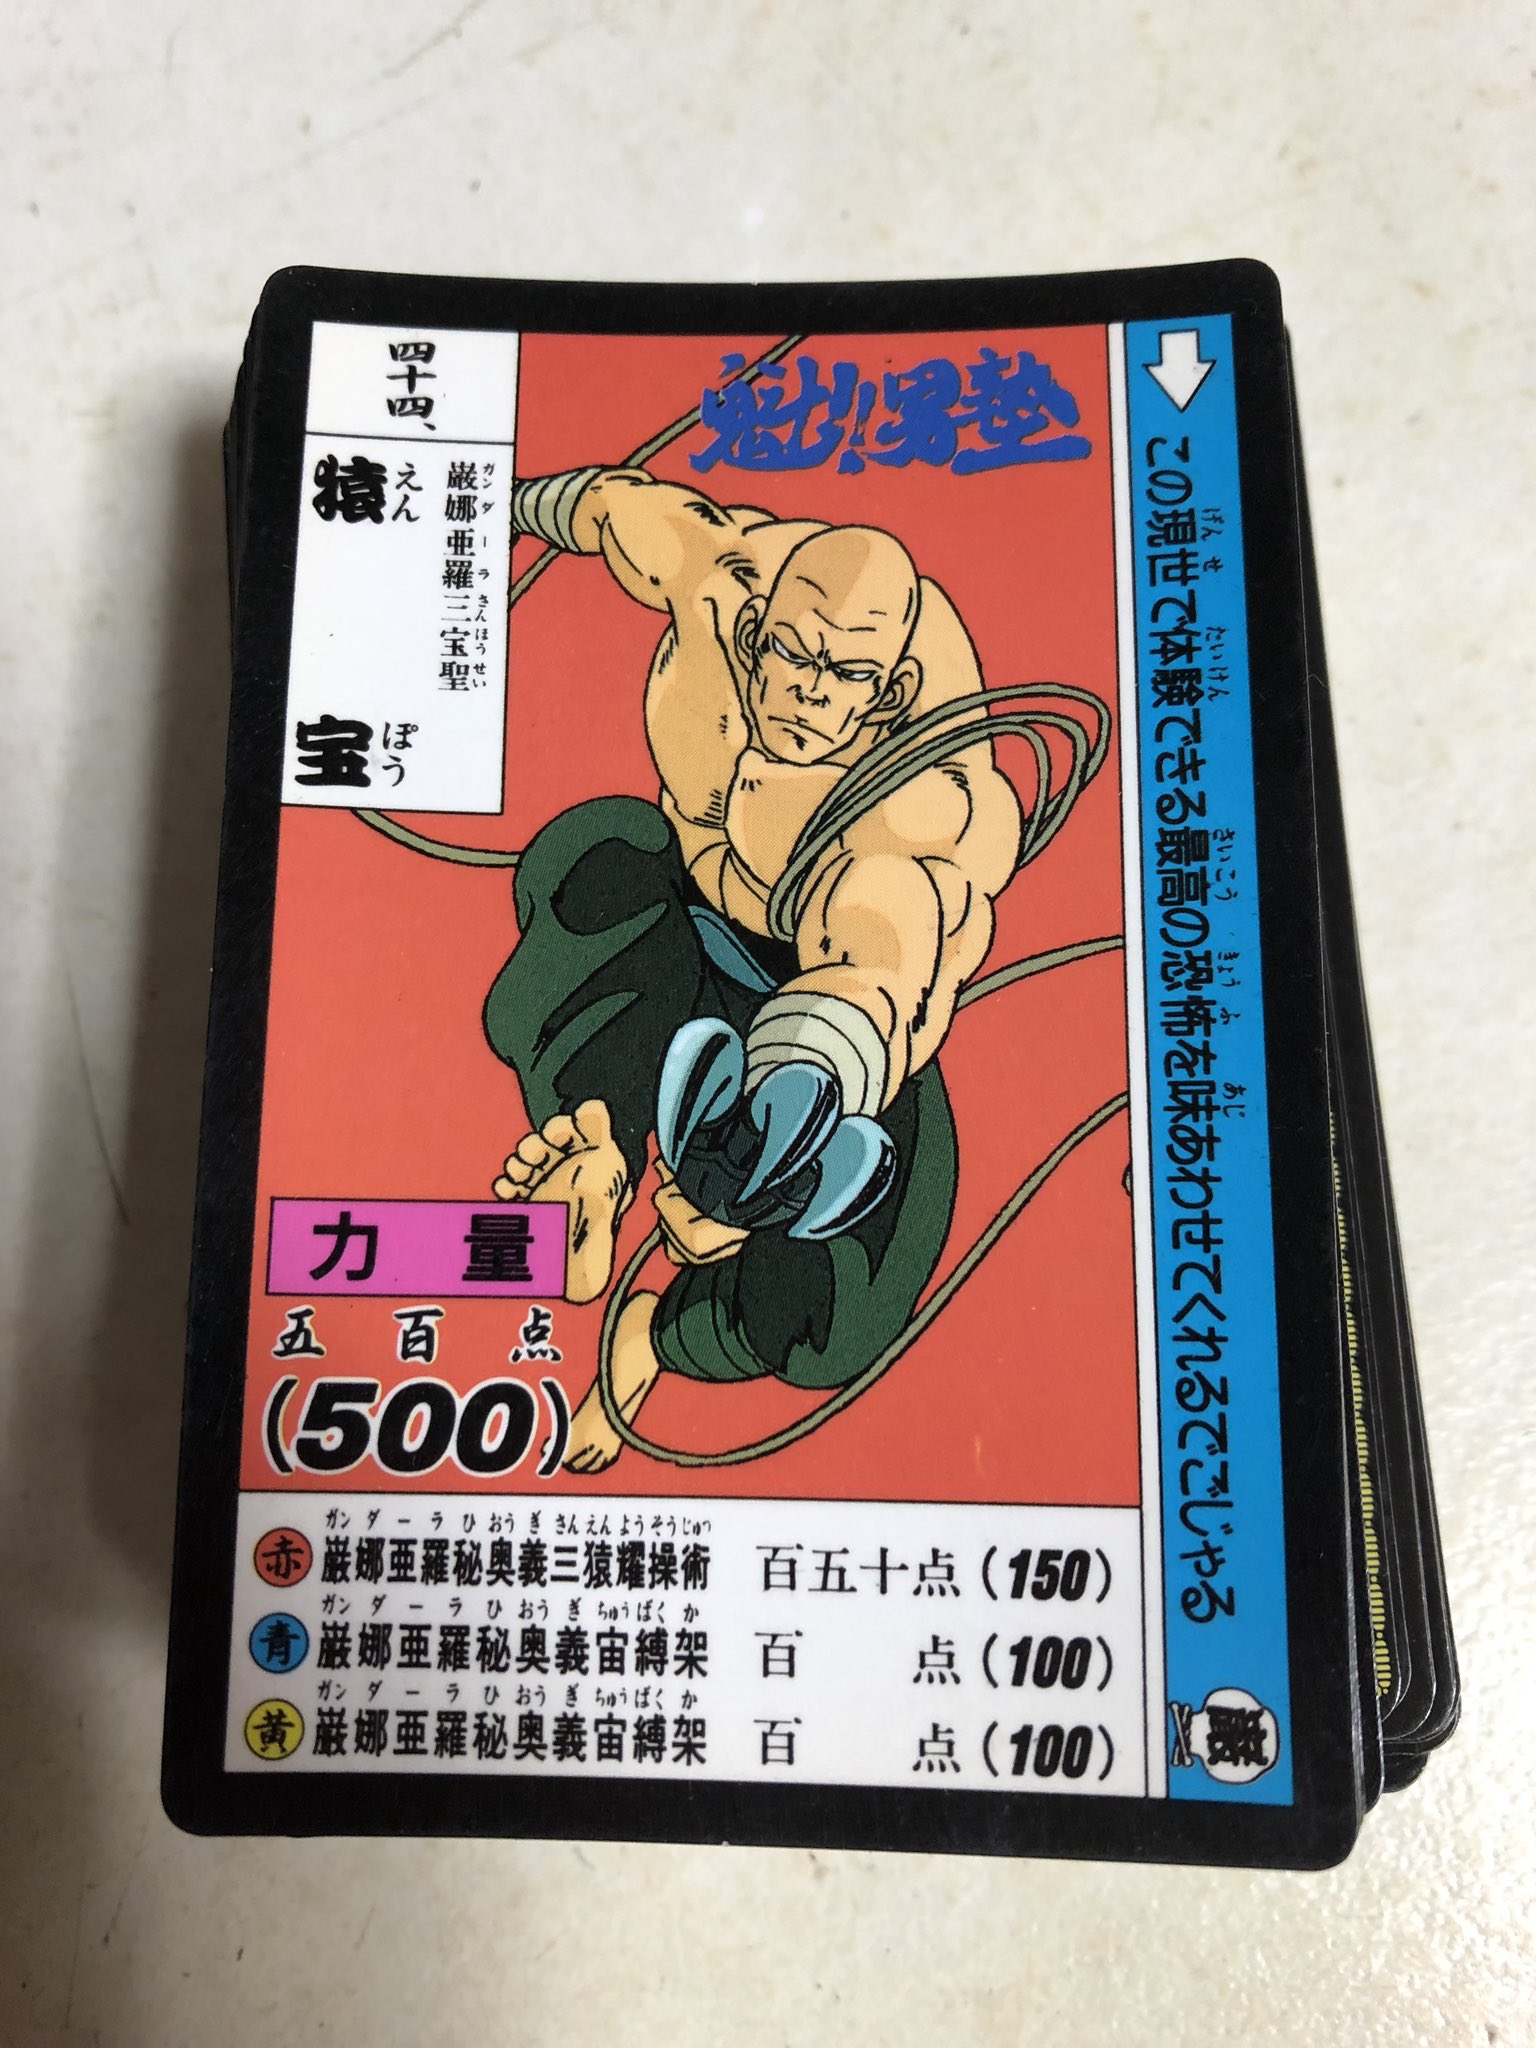 四十四、
魁!!男塾
巌娜亜羅三宝聖
ガンダーラさんほうせい
猿宝
えんぽう
この現世で体験できる最高の恐怖を味あわせてくれるでごじゃる
げんせ たいけん さいこう きょうふ あじ
力量
五百点
(500)
ガンダーラひおうぎさんえんようそうじゅつ
赤 巌娜亜羅秘奥義三猿耀操術 百五十点(150)
ガンダーラひおうぎちゅうばくか
青 巌娜亜羅秘奥義宙縛架 百点(100)
ガンダーラひおうぎちゅうばくか
黄 巌娜亜羅秘奥義宙縛架 百点(100)
巌